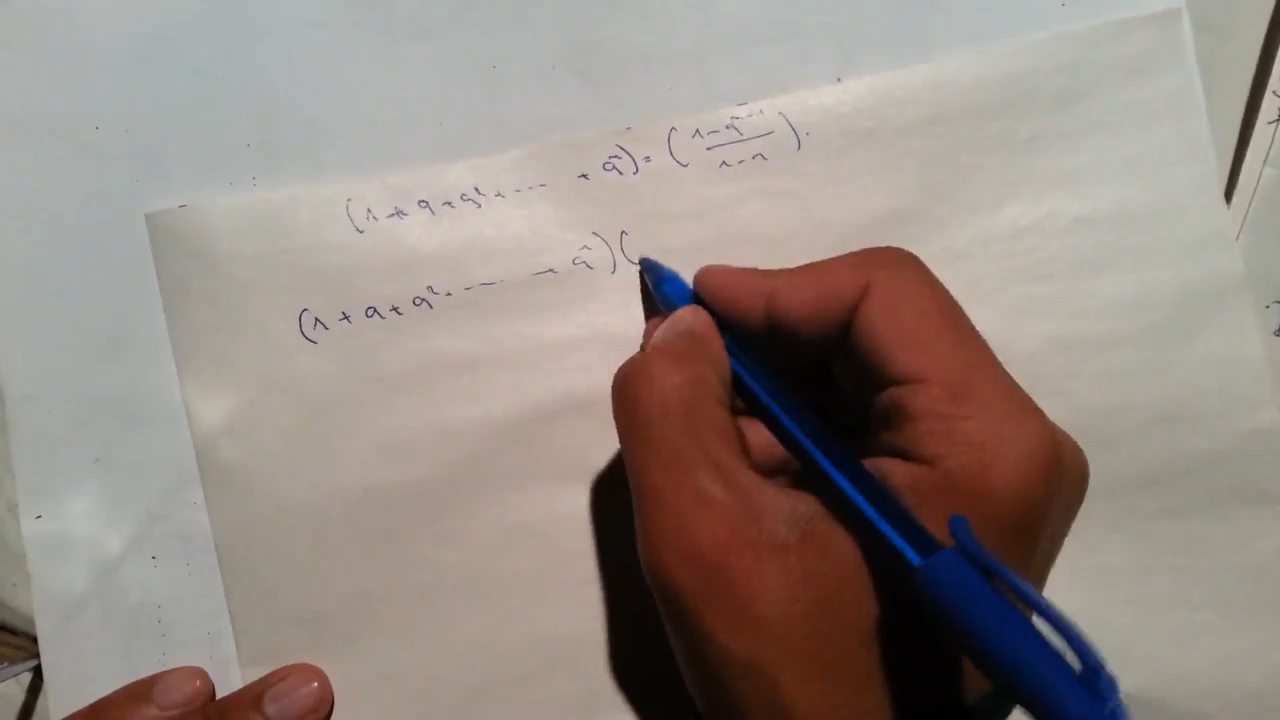 (1 + q + q² + ---- + qⁿ) = (1 - qⁿ⁺¹ / 1 - q).
(1 + q + q² + ---- + qⁿ)(